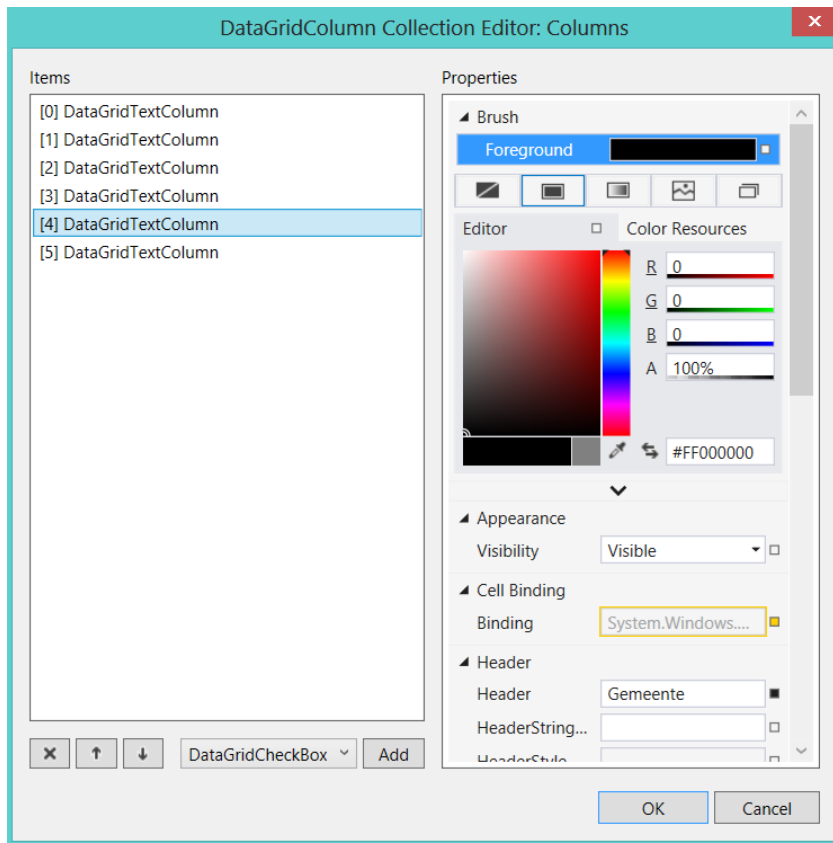 DataGridColumn Collection Editor: Columns
Items
[0] DataGridTextColumn
[1] DataGridTextColumn
[2] DataGridTextColumn
[3] DataGridTextColumn
[4] DataGridTextColumn
[5] DataGridTextColumn
DataGridCheckBox
Add
Properties
Brush
Foreground
Editor
Color Resources
R 0
G 0
B 0
A 100%
#FF000000
Appearance
Visibility Visible
Cell Binding
Binding System.Windows....
Header
Header Gemeente
HeaderString...
HeaderStyle
OK
Cancel